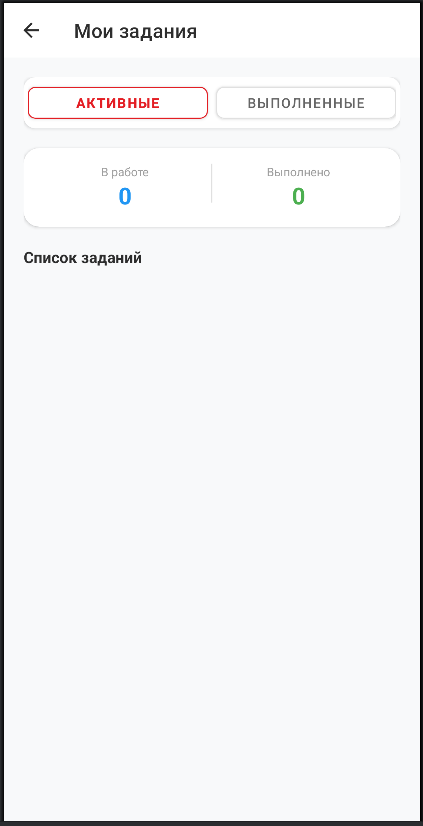 Мои задания
АКТИВНЫЕ ВЫПОЛНЕННЫЕ
В работе Выполнено
0 0
Список заданий